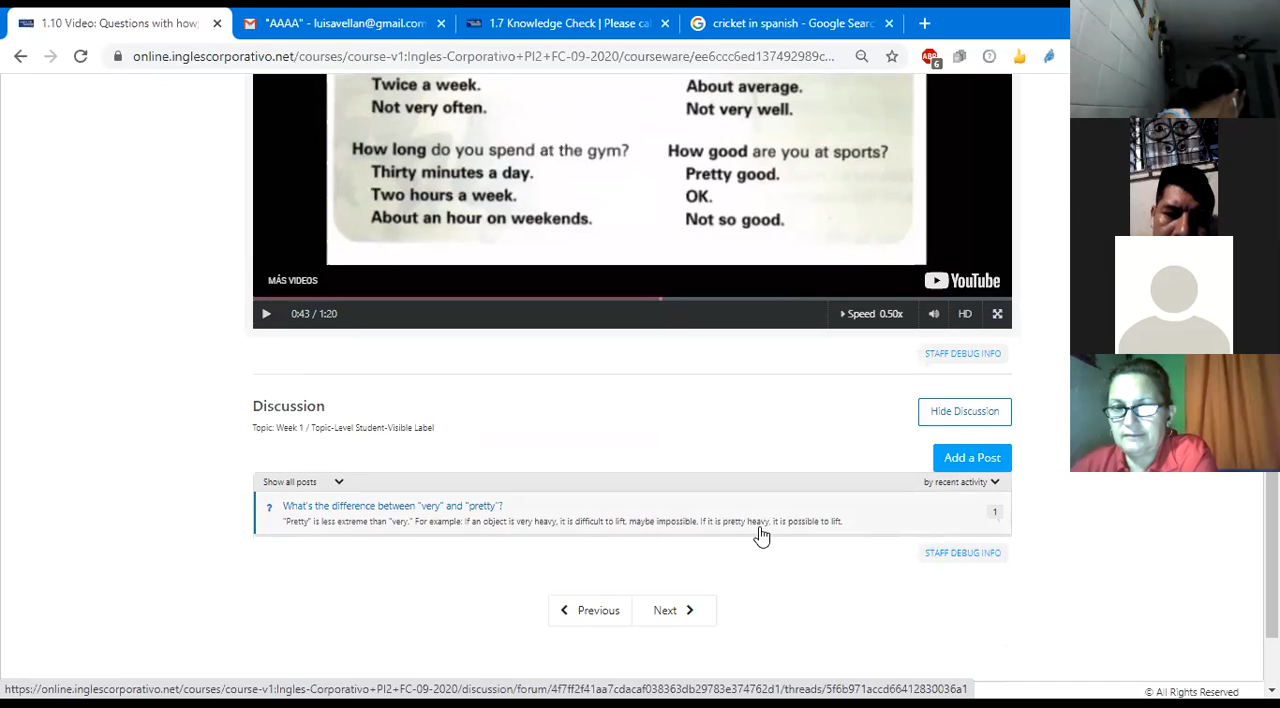 1.10 Video: Questions with how;
"AAAA" - luisavellan@gmail.com
1.7 Knowledge Check | Please ca
cricket in spanish - Google Sear
online.inglescorporativo.net/courses/course-v1:Ingles-Corporativo+PI2+FC-09-2020/courseware/ee6ccc6ed137492989c...
ABP
6
Twice a week.
Not very often.
About average.
Not very well.
How long do you spend at the gym?
Thirty minutes a day.
Two hours a week.
About an hour on weekends.
How good are you at sports?
Pretty good.
OK.
Not so good.
MÁS VIDEOS
YouTube
0:43 / 1:20
Speed 0.50x
HD
STAFF DEBUG INFO
Discussion
Hide Discussion
Topic: Week 1 / Topic-Level Student-Visible Label
Add a Post
Show all posts
by recent activity
? What's the difference between "very" and "pretty"?
"Pretty" is less extreme than "very." For example: If an object is very heavy, it is difficult to lift, maybe impossible. If it is pretty heavy, it is possible to lift.
1
STAFF DEBUG INFO
Previous
Next
https://online.inglescorporativo.net/courses/course-v1:Ingles-Corporativo+PI2+FC-09-2020/discussion/forum/4f7ff2f41aa7cdacaf038363db29783e374762d1/threads/5f6b971accd66412830036a1
© All Rights Reserved